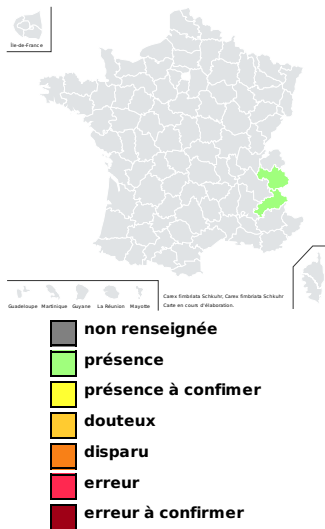 Île-de-France
Guadeloupe Martinique Guyane La Réunion Mayotte
Carex fimbriata Schkuhr, Carex fimbriata Schkuhr
Carte en cours d'élaboration.
non renseignée
présence
présence à confimer
douteux
disparu
erreur
erreur à confirmer